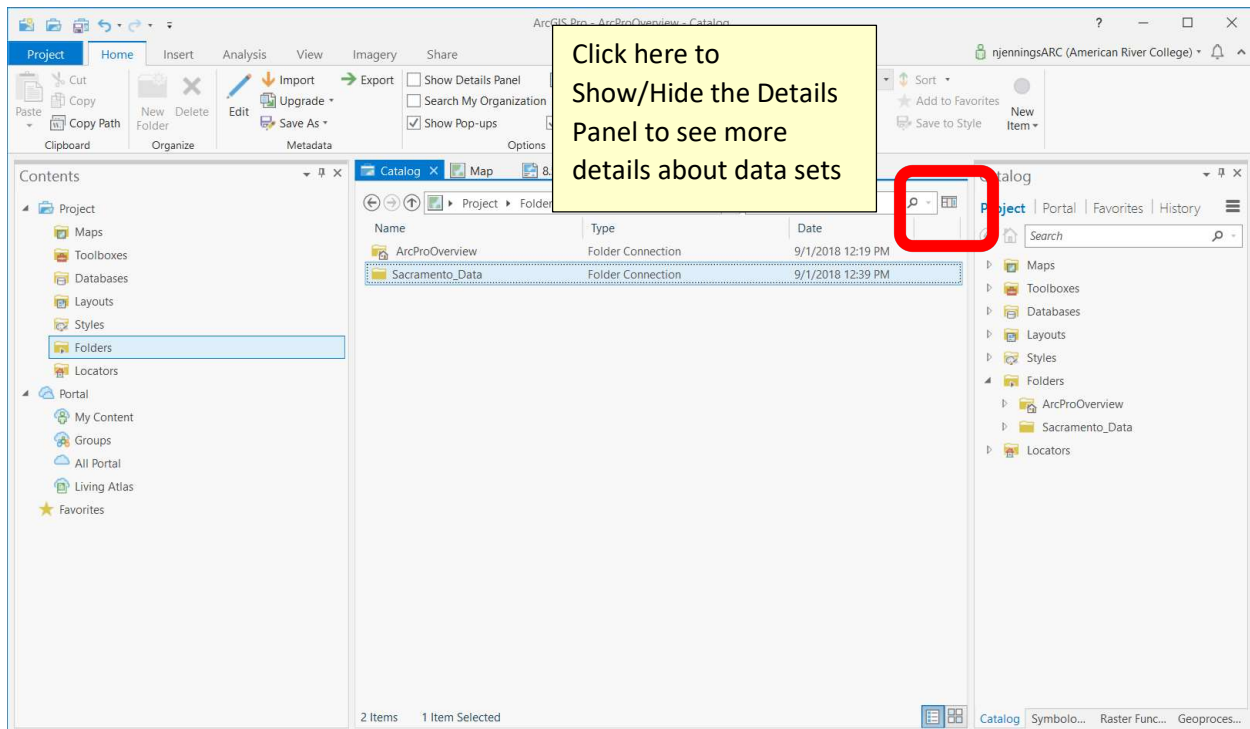 ArcGIS Pro - ArcProOverview - Catalog
?
Project Home Insert Analysis View Imagery Share
njenningsARC (American River College)
Click here to
Show/Hide the Details
Panel to see more
details about data sets
Paste
Cut
Copy
Copy Path
Clipboard
New Folder
Delete
Organize
Edit
Import
Upgrade
Save As
Metadata
Export
Show Details Panel
Search My Organization
Show Pop-ups
Options
Sort
Add to Favorites
Save to Style
New Item
Contents
Project
Maps
Toolboxes
Databases
Layouts
Styles
Folders
Locators
Portal
My Content
Groups
All Portal
Living Atlas
Favorites
Catalog Map 8.
Project Folder
Name Type Date
ArcProOverview Folder Connection 9/1/2018 12:19 PM
Sacramento_Data Folder Connection 9/1/2018 12:39 PM
2 Items 1 Item Selected
Catalog
Project Portal Favorites History
Search
Maps
Toolboxes
Databases
Layouts
Styles
Folders
ArcProOverview
Sacramento_Data
Locators
Catalog Symbolo... Raster Func... Geoproces...